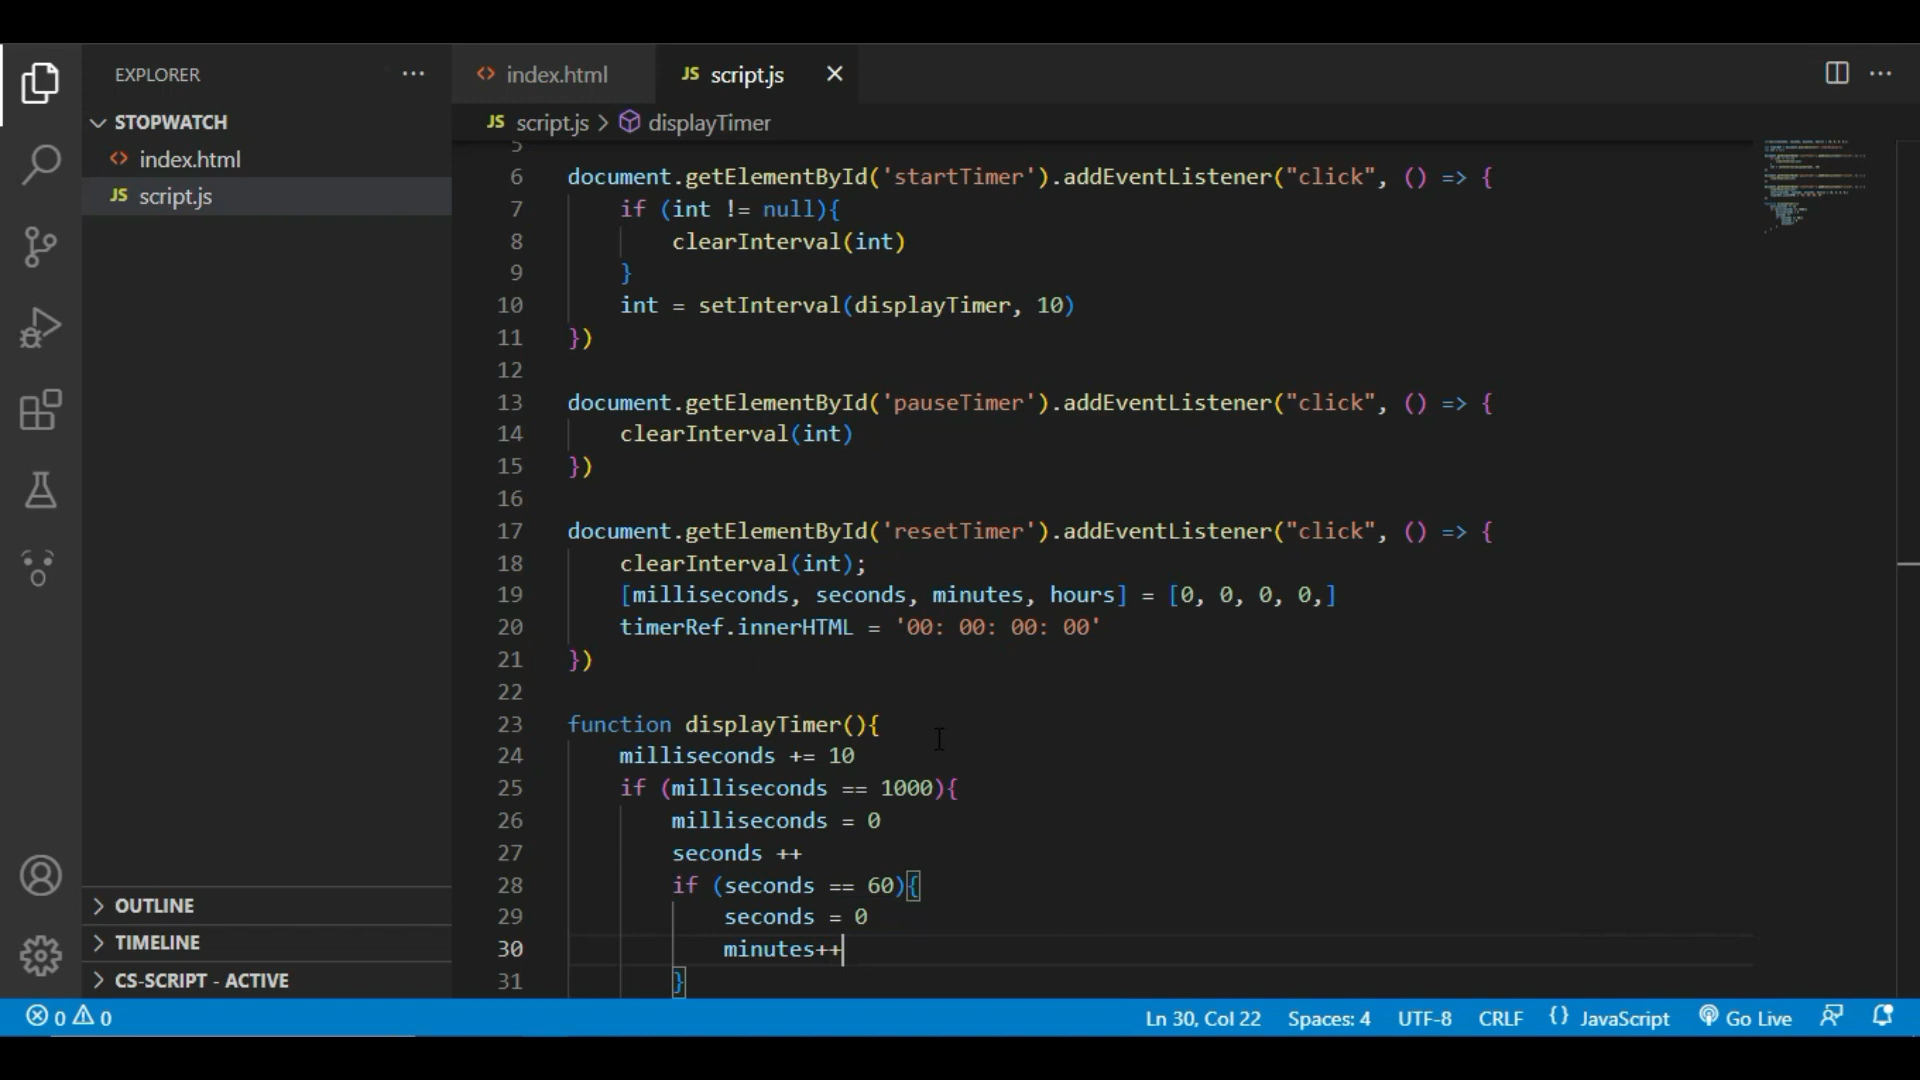 EXPLORER
index.html
JS script.js
STOPWATCH
JS script.js > displayTimer
index.html
JS script.js
5
6 document.getElementById('startTimer').addEventListener("click", () => {
7 if (int != null){
8 clearInterval(int)
9 }
10 int = setInterval(displayTimer, 10)
11 })
12
13 document.getElementById('pauseTimer').addEventListener("click", () => {
14 clearInterval(int)
15 })
16
17 document.getElementById('resetTimer').addEventListener("click", () => {
18 clearInterval(int);
19 [milliseconds, seconds, minutes, hours] = [0, 0, 0, 0,]
20 timerRef.innerHTML = '00: 00: 00: 00'
21 })
22
23 function displayTimer(){
24 milliseconds += 10
25 if (milliseconds == 1000){
26 milliseconds = 0
27 seconds ++
28 if (seconds == 60){
29 seconds = 0
30 minutes++
31 }
OUTLINE
TIMELINE
CS-SCRIPT - ACTIVE
0 0
Ln 30, Col 22 Spaces: 4 UTF-8 CRLF {} JavaScript Go Live